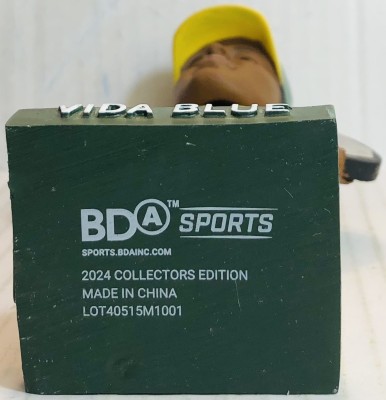 VIDA BLUE
BDA™ SPORTS
SPORTS.BDAINC.COM
2024 COLLECTORS EDITION
MADE IN CHINA
LOT40515M1001